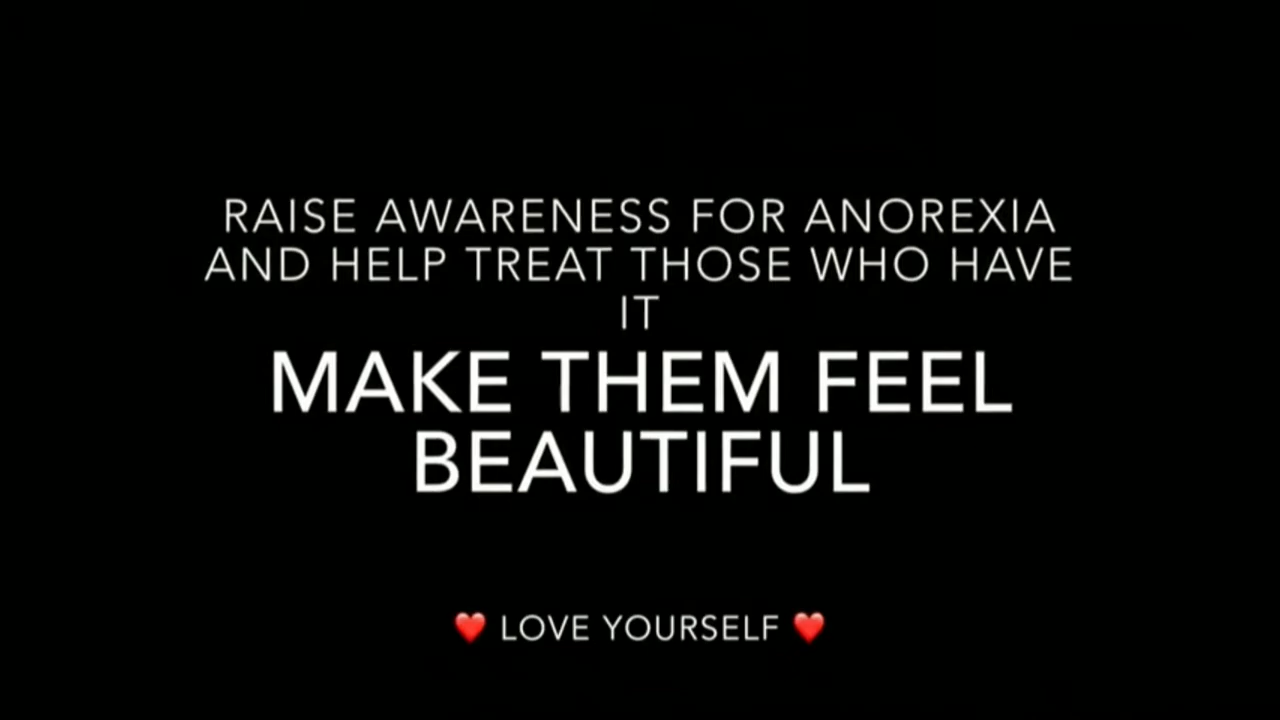 RAISE AWARENESS FOR ANOREXIA
AND HELP TREAT THOSE WHO HAVE
IT
MAKE THEM FEEL
BEAUTIFUL
❤️ LOVE YOURSELF ❤️